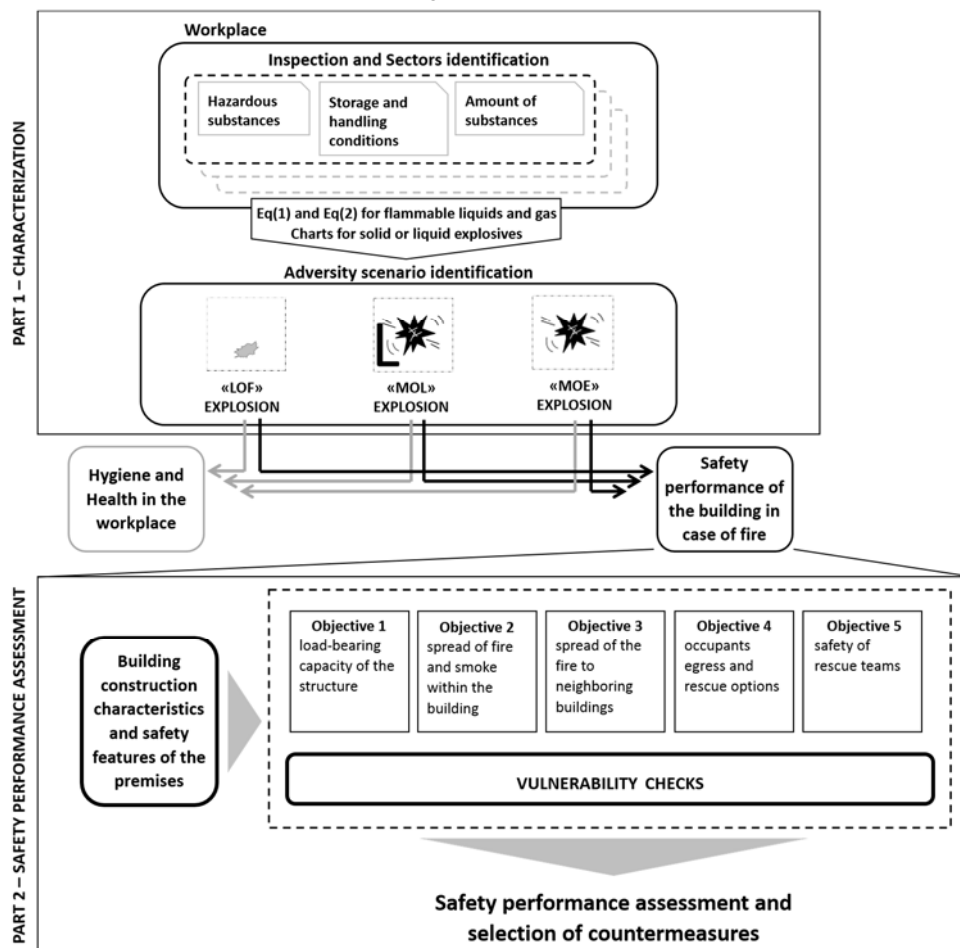 PART 1 – CHARACTERIZATION
Workplace
Inspection and Sectors identification
Hazardous
substances
Storage and
handling
conditions
Amount of
substances
Eq(1) and Eq(2) for flammable liquids and gas
Charts for solid or liquid explosives
Adversity scenario identification
«LOF»
EXPLOSION
«MOL»
EXPLOSION
«MOE»
EXPLOSION
Hygiene and
Health in the
workplace
Safety
performance of
the building in
case of fire
PART 2 – SAFETY PERFORMANCE ASSESSMENT
Building
construction
characteristics
and safety
features of the
premises
Objective 1
load-bearing
capacity of the
structure
Objective 2
spread of fire
and smoke
within the
building
Objective 3
spread of the
fire to
neighboring
buildings
Objective 4
occupants
egress and
rescue options
Objective 5
safety of
rescue teams
VULNERABILITY CHECKS
Safety performance assessment and
selection of countermeasures